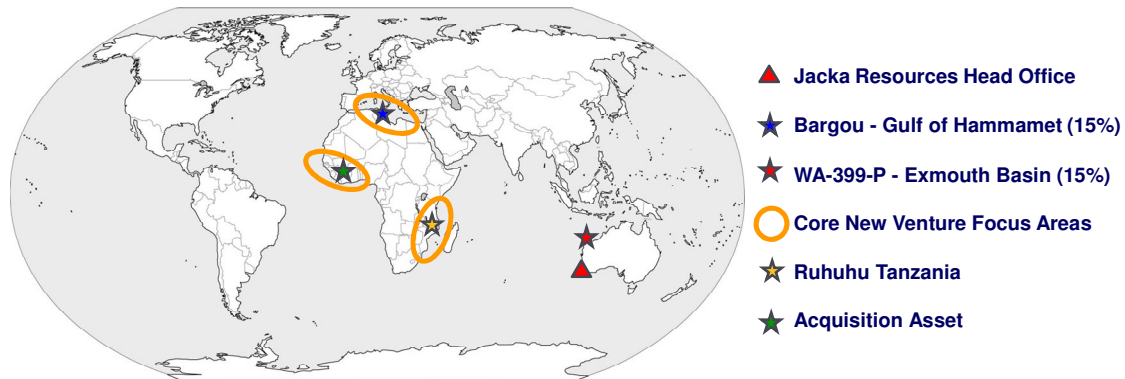 Jacka Resources Head Office
Bargou - Gulf of Hammamet (15%)
WA-399-P - Exmouth Basin (15%)
Core New Venture Focus Areas
Ruhuhu Tanzania
Acquisition Asset